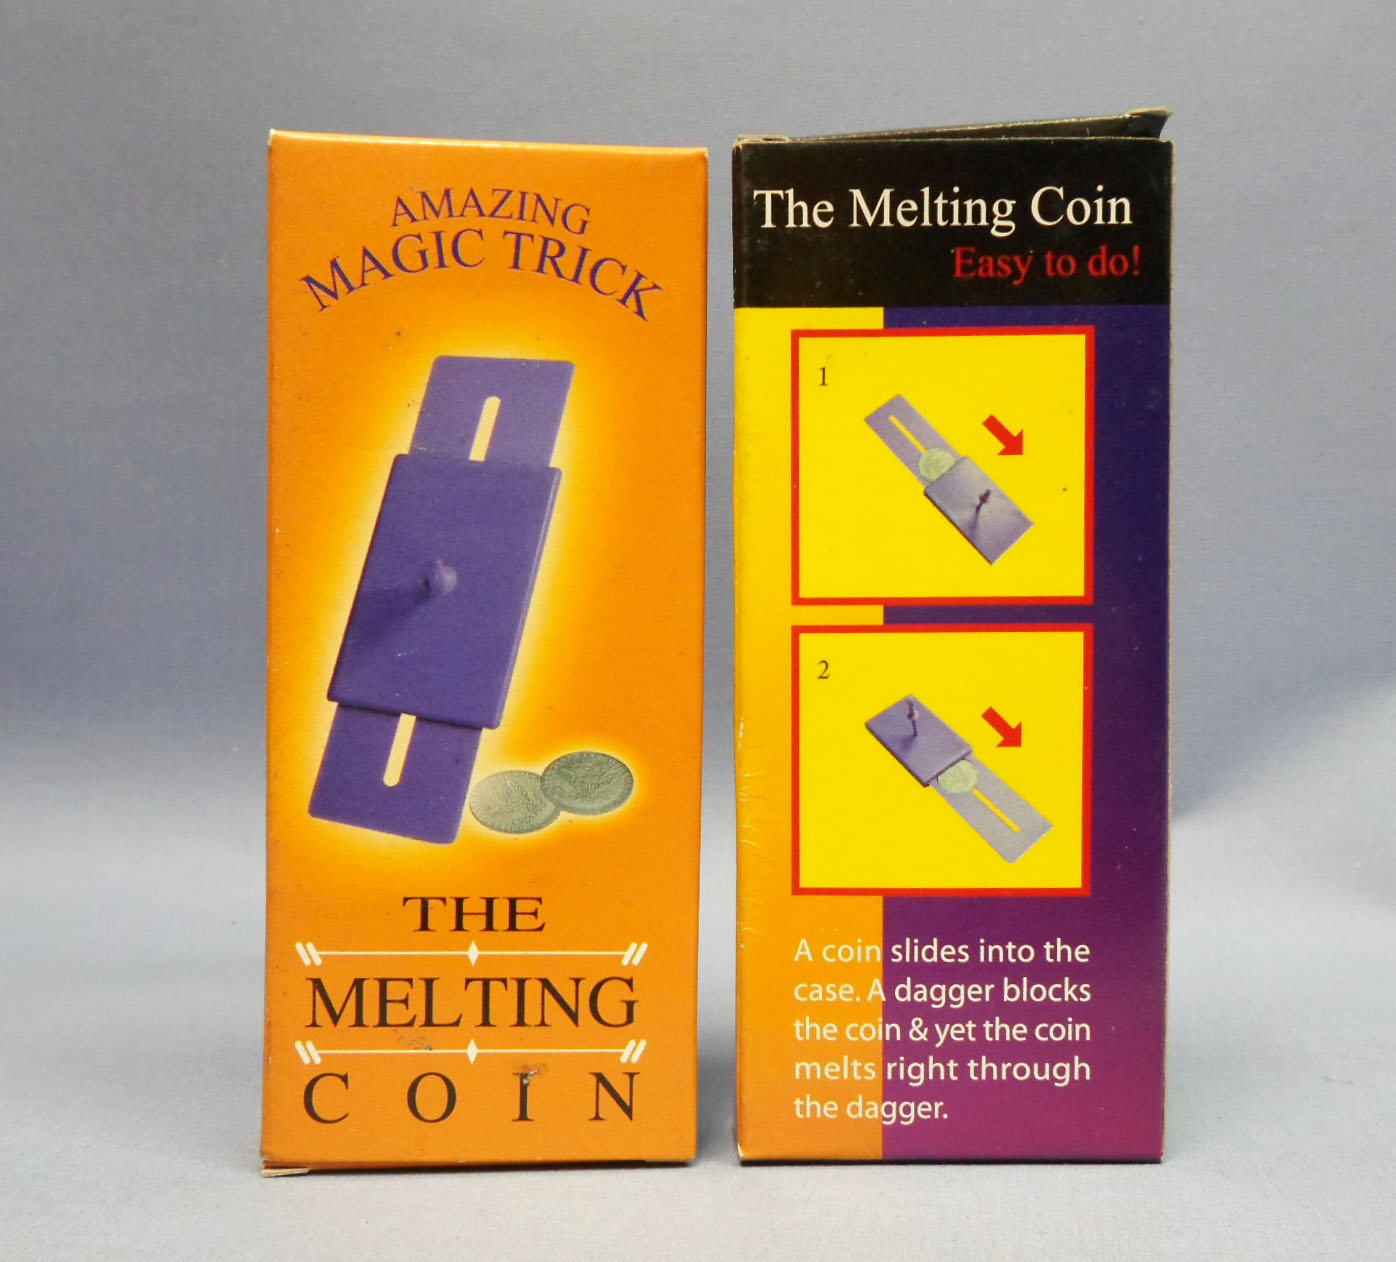 AMAZING
MAGIC TRICK
THE
MELTING
COIN
The Melting Coin
Easy to do!
1
2
A coin slides into the
case. A dagger blocks
the coin & yet the coin
melts right through
the dagger.